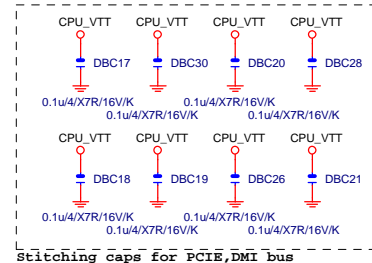 CPU_VTT CPU_VTT CPU_VTT CPU_VTT
DBC17 DBC30 DBC20 DBC28
0.1u/4/X7R/16V/K 0.1u/4/X7R/16V/K
0.1u/4/X7R/16V/K 0.1u/4/X7R/16V/K
CPU_VTT CPU_VTT CPU_VTT CPU_VTT
DBC18 DBC19 DBC26 DBC21
0.1u/4/X7R/16V/K 0.1u/4/X7R/16V/K
0.1u/4/X7R/16V/K 0.1u/4/X7R/16V/K
Stitching caps for PCIE,DMI bus